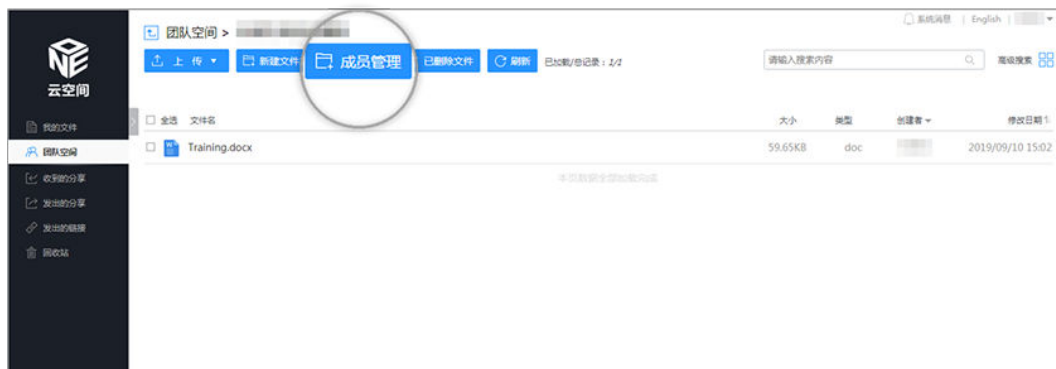 系统消息 | English |
团队空间 >
上 传 新建文件 成员管理 已删除文件 刷新 已加载/总记录：1/1 请输入搜索内容 高级搜索
NE
云空间
全选 文件名 大小 类型 创建者 修改日期
我的文件
Training.docx 59.65KB doc 2019/09/10 15:02
团队空间
收到的分享 本页数据全部加载完成
发出的分享
发出的链接
回收站